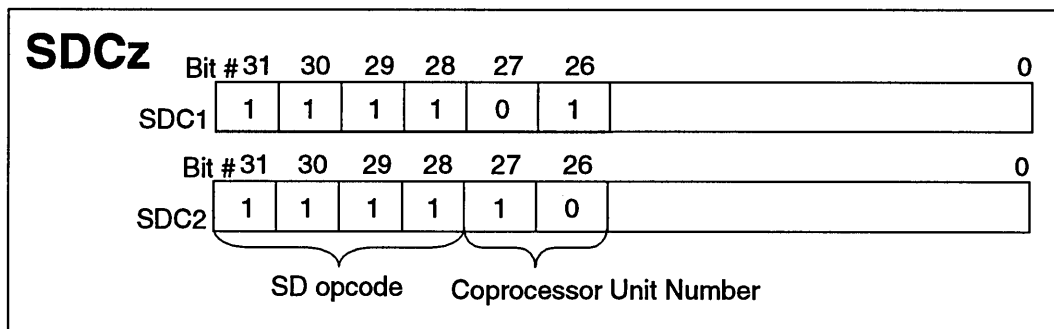 SDCz
Bit # 31 30 29 28 27 26 0
SDC1 1 1 1 1 0 1
Bit # 31 30 29 28 27 26 0
SDC2 1 1 1 1 1 0
SD opcode Coprocessor Unit Number